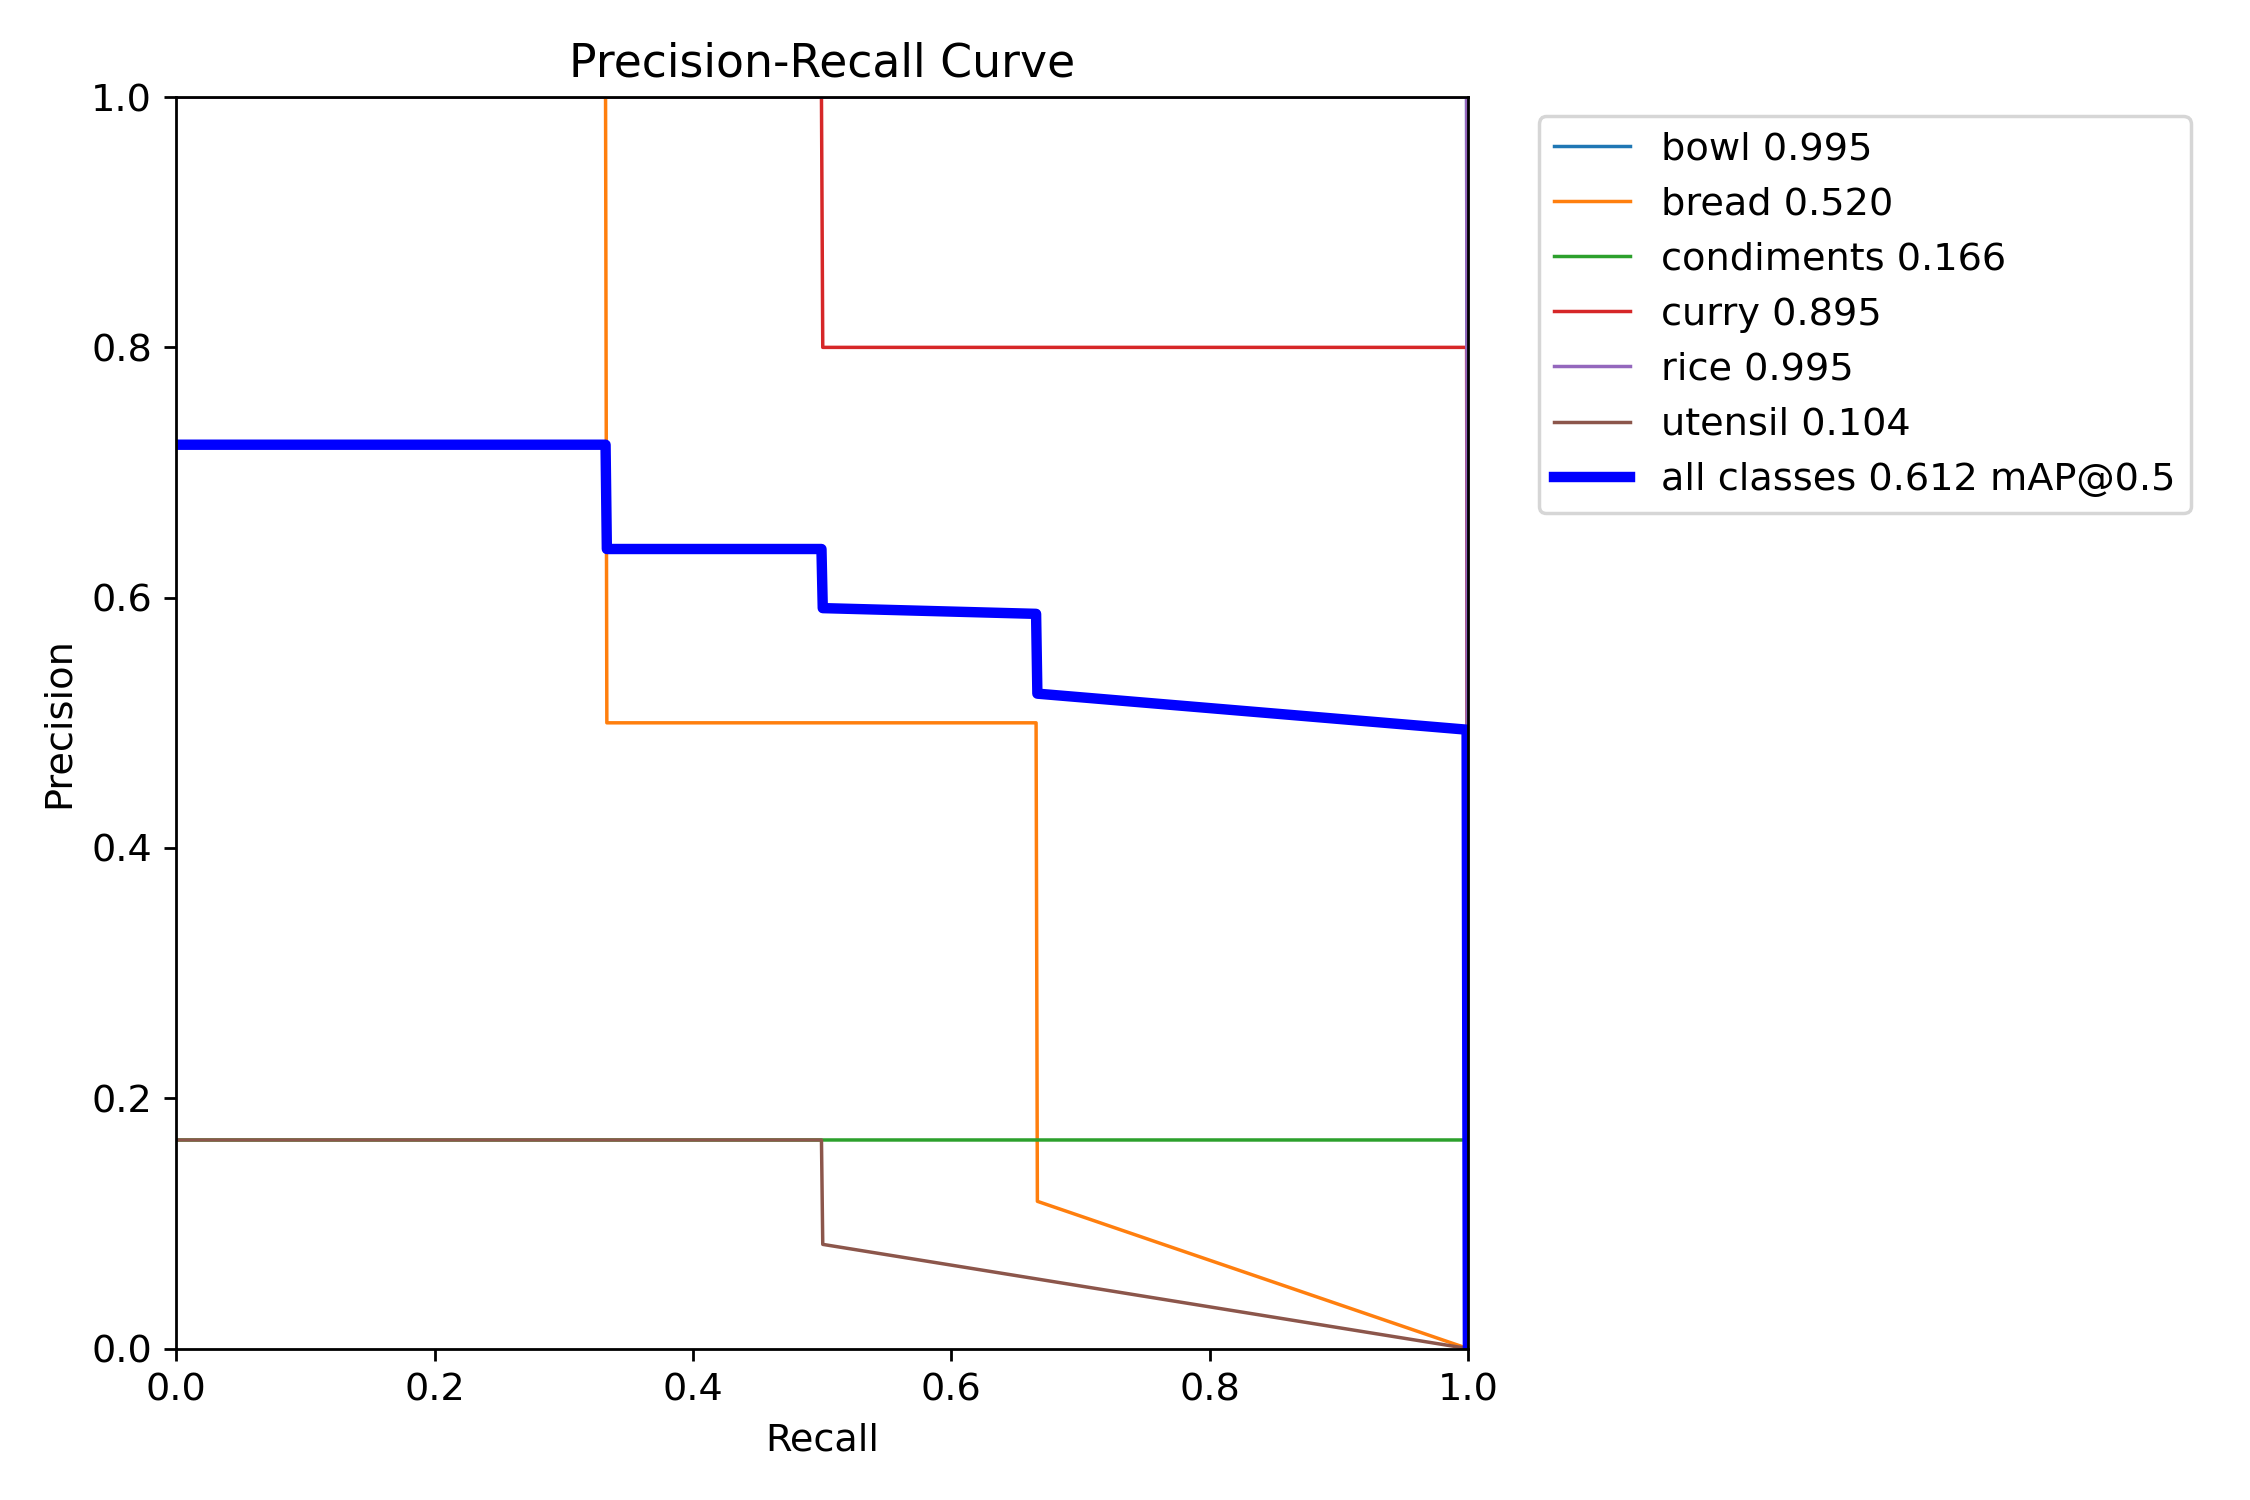 Precision-Recall Curve
1.0
0.8
0.6
0.4
0.2
0.0
Precision
0.0 0.2 0.4 0.6 0.8 1.0
Recall
bowl 0.995
bread 0.520
condiments 0.166
curry 0.895
rice 0.995
utensil 0.104
all classes 0.612 mAP@0.5